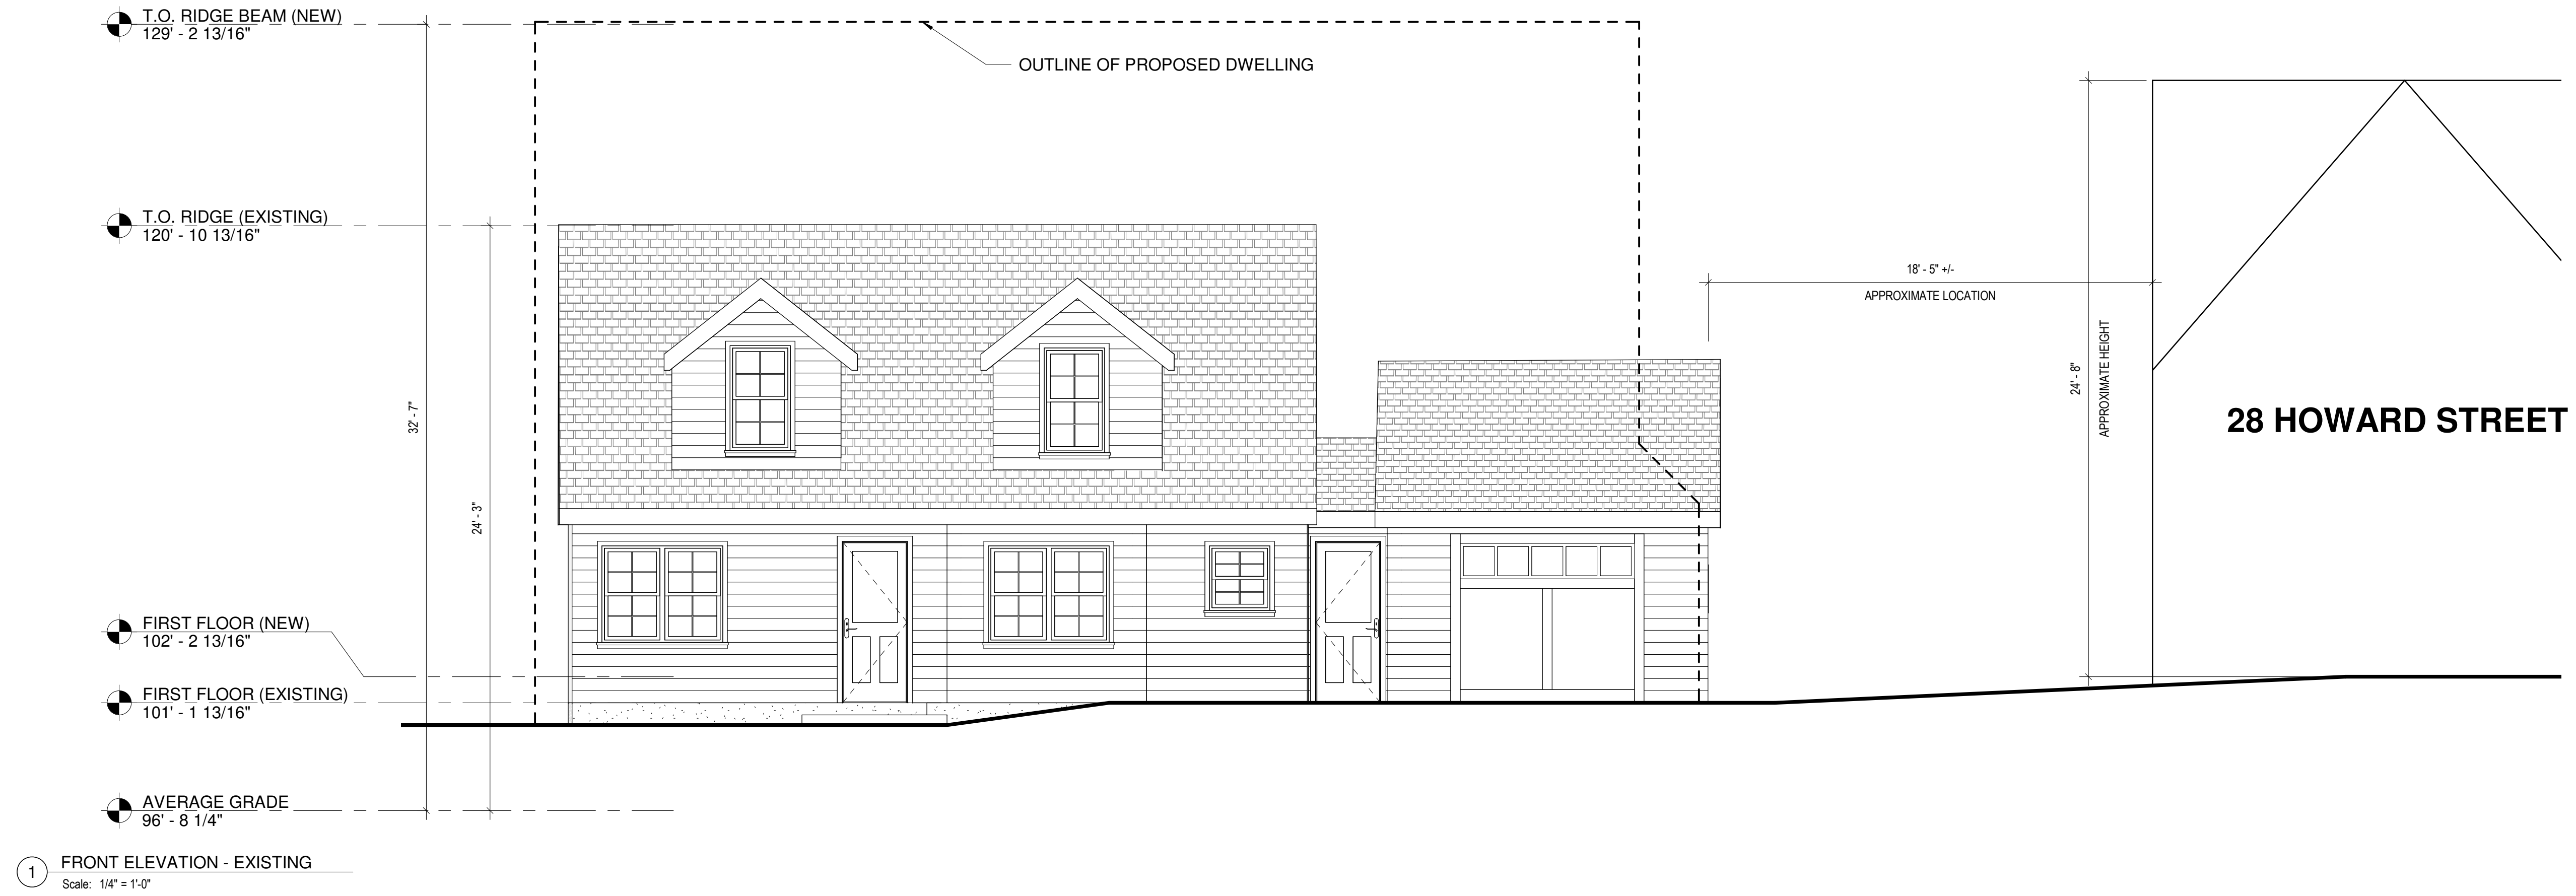 T.O. RIDGE BEAM (NEW)
129' - 2 13/16"
OUTLINE OF PROPOSED DWELLING
T.O. RIDGE (EXISTING)
120' - 10 13/16"
18' - 5" +/-
APPROXIMATE LOCATION
32' - 7"
24' - 3"
24' - 8"
APPROXIMATE HEIGHT
28 HOWARD STREET
FIRST FLOOR (NEW)
102' - 2 13/16"
FIRST FLOOR (EXISTING)
101' - 1 13/16"
AVERAGE GRADE
96' - 8 1/4"
1
FRONT ELEVATION - EXISTING
Scale: 1/4" = 1'-0"